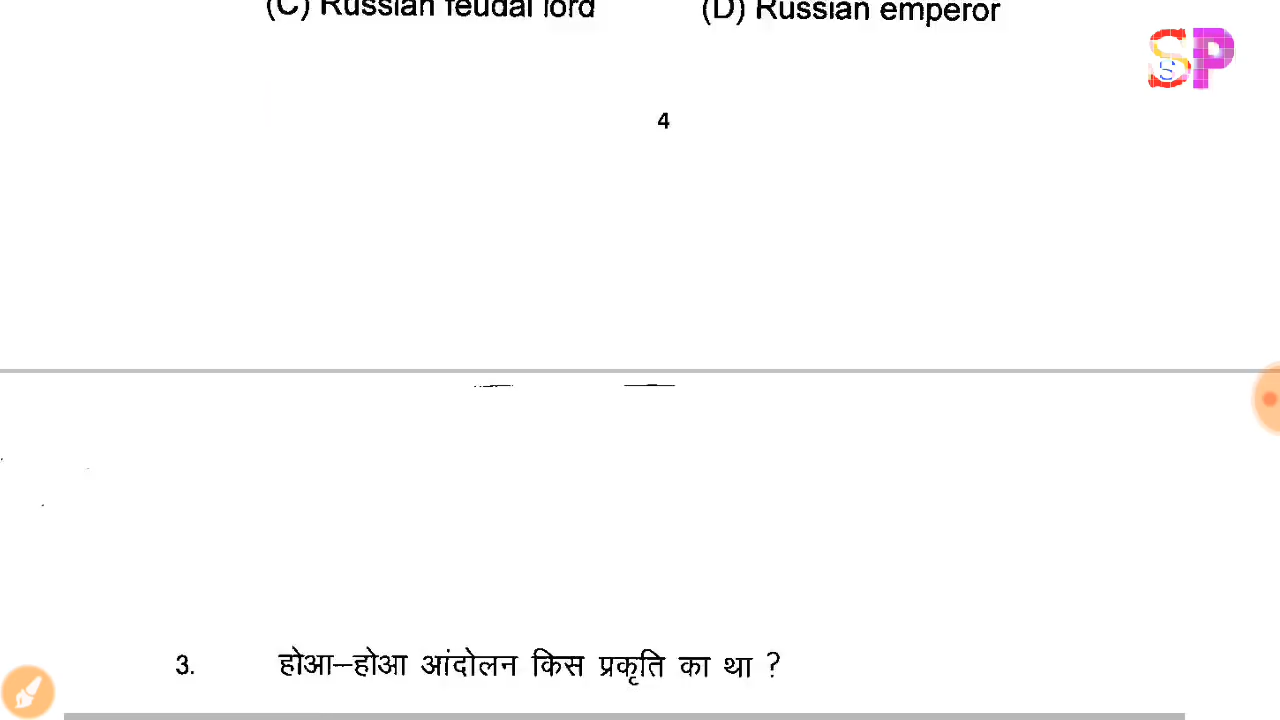 (C) Russian feudal lord (D) Russian emperor
SP
S
4
3. होआ–होआ आंदोलन किस प्रकृति का था ?